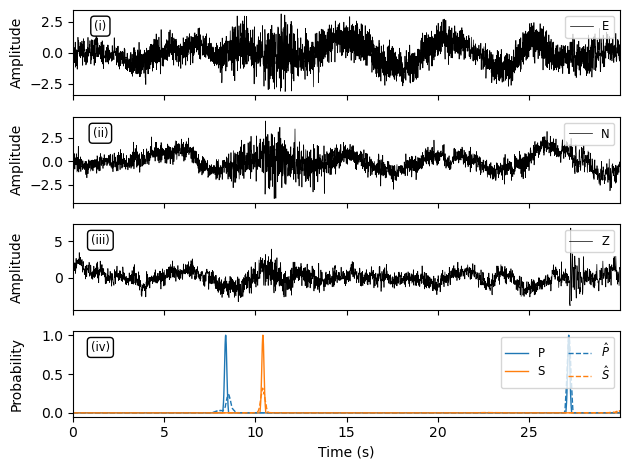 (i)
E
Amplitude
2.5
0.0
−2.5
(ii)
N
Amplitude
2.5
0.0
−2.5
(iii)
Z
Amplitude
5
0
(iv)
P
S
P̂
Ŝ
Probability
1.0
0.5
0.0
0 5 10 15 20 25
Time (s)